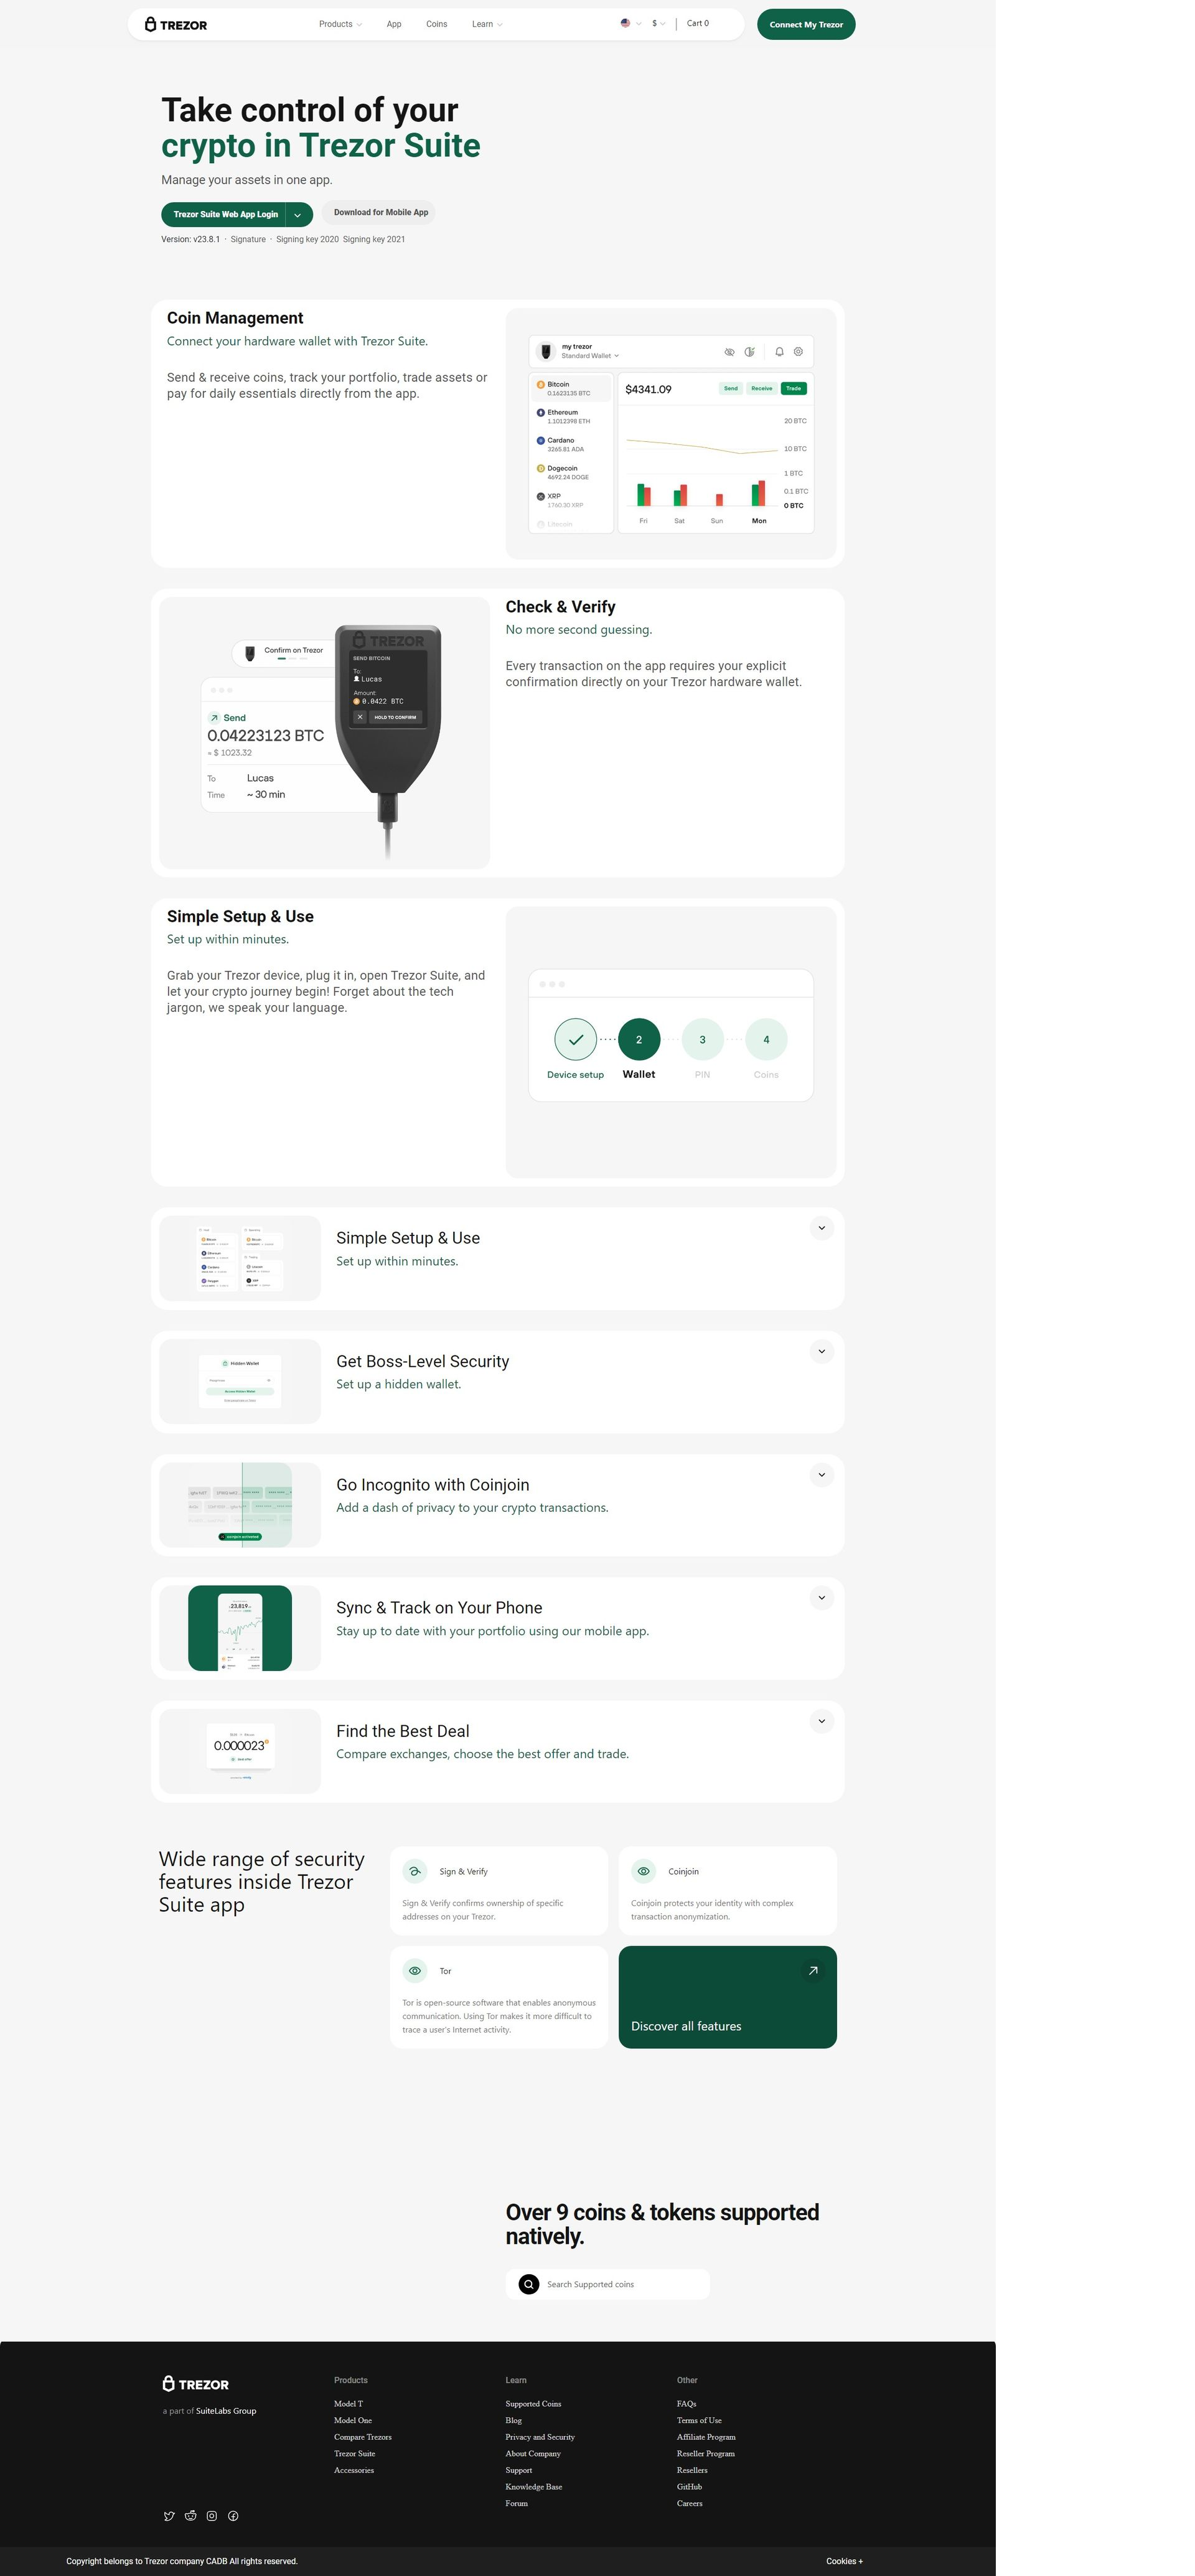 TREZOR
Products
App
Coins
Learn
$
Cart 0
Connect My Trezor
Take control of your
crypto in Trezor Suite
Manage your assets in one app.
Trezor Suite Web App Login
Download for Mobile App
Version: v23.8.1 · Signature · Signing key 2020 Signing key 2021
Coin Management
Connect your hardware wallet with Trezor Suite.
Send & receive coins, track your portfolio, trade assets or
pay for daily essentials directly from the app.
my trezor
Standard Wallet
Bitcoin
0.1623135 BTC
Ethereum
1.1012398 ETH
Cardano
3265.81 ADA
Dogecoin
4692.24 DOGE
XRP
1760.30 XRP
Litecoin
$4341.09
Send
Receive
Trade
20 BTC
10 BTC
1 BTC
0.1 BTC
0 BTC
Fri
Sat
Sun
Mon
Confirm on Trezor
Send
0.04223123 BTC
≈ $ 1023.32
To
Lucas
Time
~ 30 min
TREZOR
SEND BITCOIN
To:
Lucas
Amount:
0.0422 BTC
HOLD TO CONFIRM
Check & Verify
No more second guessing.
Every transaction on the app requires your explicit
confirmation directly on your Trezor hardware wallet.
Simple Setup & Use
Set up within minutes.
Grab your Trezor device, plug it in, open Trezor Suite, and
let your crypto journey begin! Forget about the tech
jargon, we speak your language.
2
3
4
Device setup
Wallet
PIN
Coins
Simple Setup & Use
Set up within minutes.
Hidden Wallet
Get Boss-Level Security
Set up a hidden wallet.
Go Incognito with Coinjoin
Add a dash of privacy to your crypto transactions.
23,819
Sync & Track on Your Phone
Stay up to date with your portfolio using our mobile app.
0.000023
Find the Best Deal
Compare exchanges, choose the best offer and trade.
Wide range of security
features inside Trezor
Suite app
Sign & Verify
Sign & Verify confirms ownership of specific
addresses on your Trezor.
Coinjoin
Coinjoin protects your identity with complex
transaction anonymization.
Tor
Tor is open-source software that enables anonymous
communication. Using Tor makes it more difficult to
trace a user's Internet activity.
Discover all features
Over 9 coins & tokens supported
natively.
Search Supported coins
TREZOR
a part of SuiteLabs Group
Products
Model T
Model One
Compare Trezors
Trezor Suite
Accessories
Learn
Supported Coins
Blog
Privacy and Security
About Company
Support
Knowledge Base
Forum
Other
FAQs
Terms of Use
Affiliate Program
Reseller Program
Resellers
GitHub
Careers
Copyright belongs to Trezor company CADB All rights reserved.
Cookies +